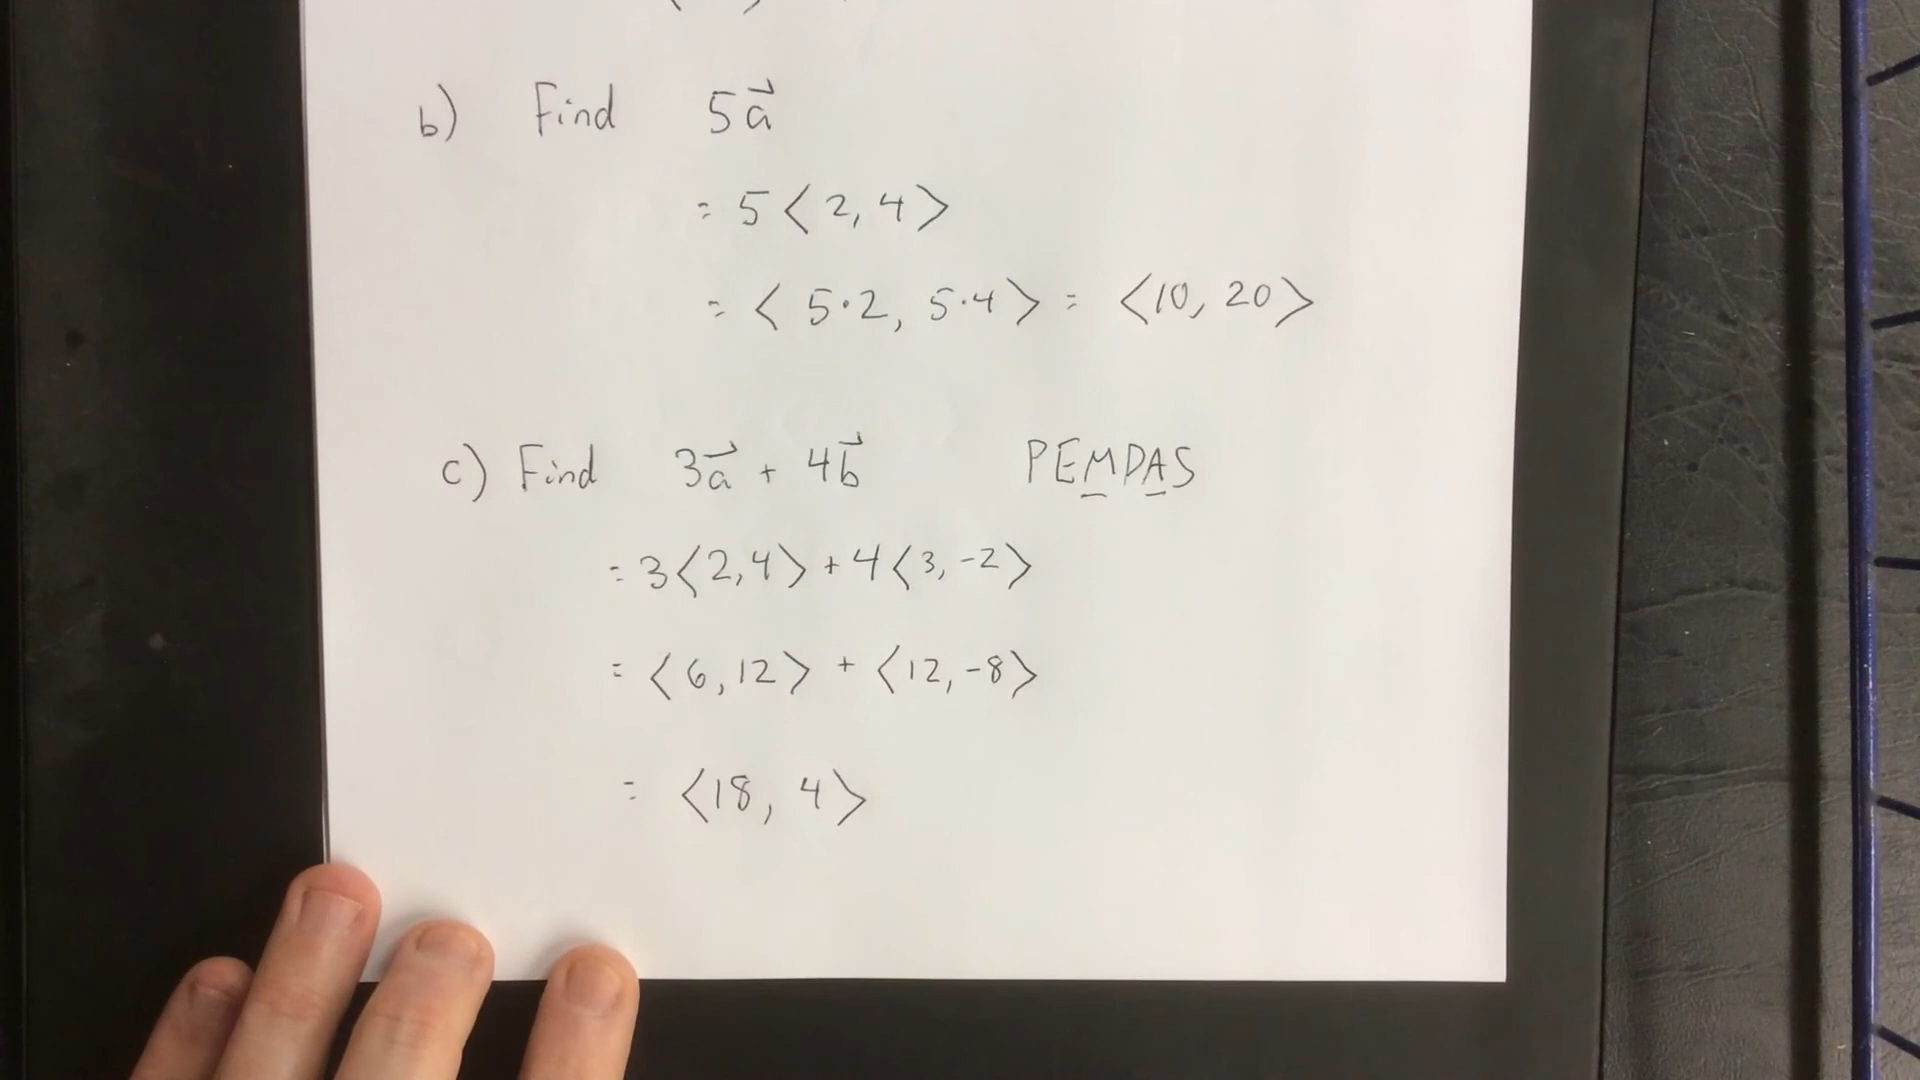 b) Find 5a⃗
= 5⟨2, 4⟩
= ⟨5·2, 5·4⟩ = ⟨10, 20⟩
c) Find 3a⃗ + 4b⃗ PEMDAS
= 3⟨2,4⟩ + 4⟨3, -2⟩
= ⟨6, 12⟩ + ⟨12, -8⟩
= ⟨18, 4⟩